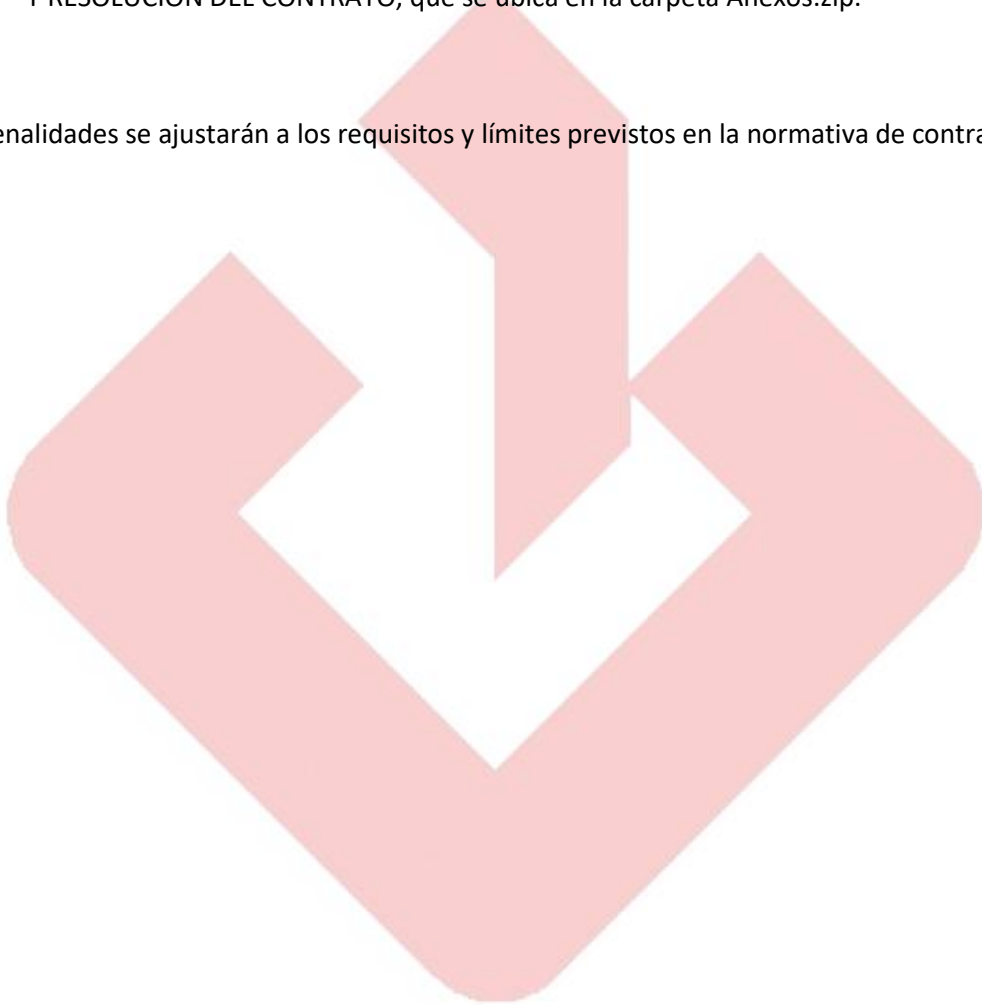 Y RESOLUCIÓN DEL CONTRATO, que se ubica en la carpeta Anexos.zip.
enalidades se ajustarán a los requisitos y límites previstos en la normativa de contra